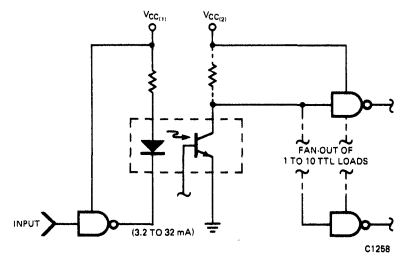 VCC(1)
VCC(2)
FAN-OUT OF
1 TO 10 TTL LOADS
INPUT
(3.2 TO 32 mA)
C1258